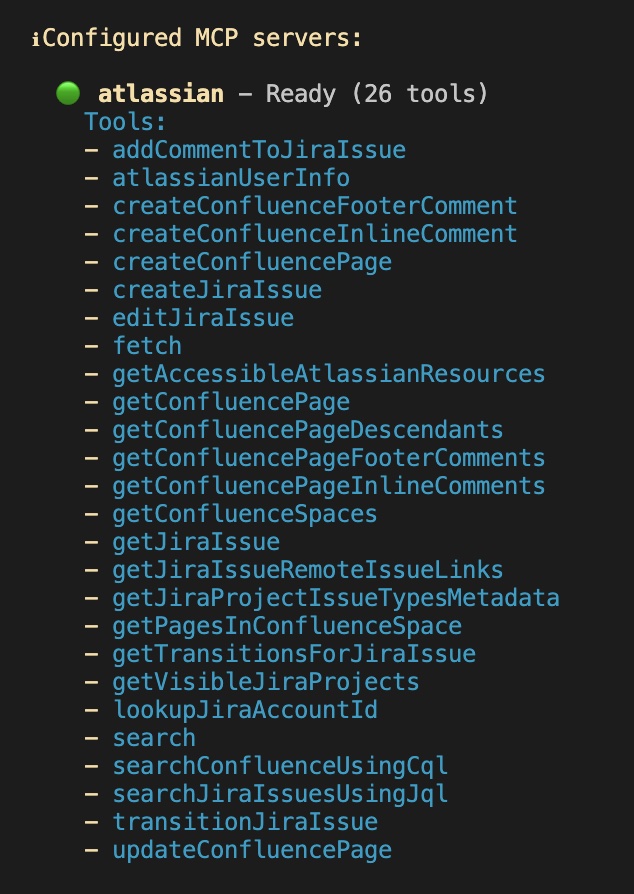 ℹConfigured MCP servers:
🟢 atlassian - Ready (26 tools)
Tools:
- addCommentToJiraIssue
- atlassianUserInfo
- createConfluenceFooterComment
- createConfluenceInlineComment
- createConfluencePage
- createJiraIssue
- editJiraIssue
- fetch
- getAccessibleAtlassianResources
- getConfluencePage
- getConfluencePageDescendants
- getConfluencePageFooterComments
- getConfluencePageInlineComments
- getConfluenceSpaces
- getJiraIssue
- getJiraIssueRemoteIssueLinks
- getJiraProjectIssueTypesMetadata
- getPagesInConfluenceSpace
- getTransitionsForJiraIssue
- getVisibleJiraProjects
- lookupJiraAccountId
- search
- searchConfluenceUsingCql
- searchJiraIssuesUsingJql
- transitionJiraIssue
- updateConfluencePage